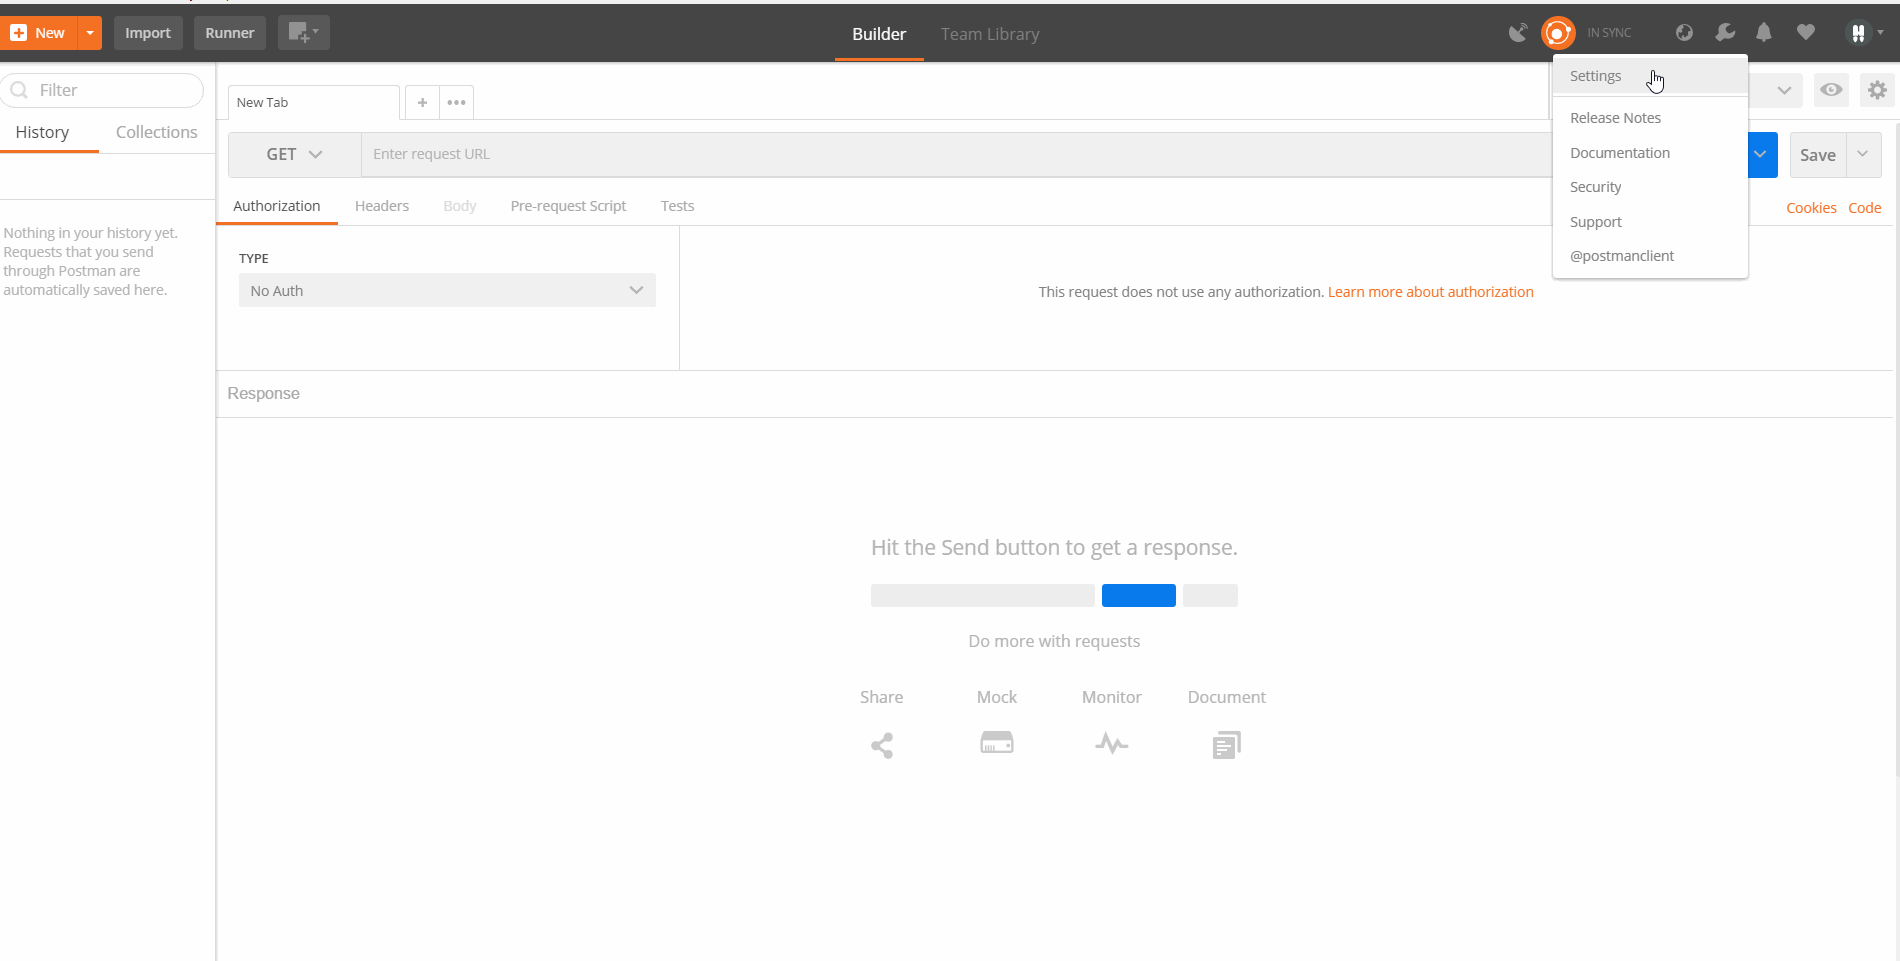 New
Import
Runner
Builder
Team Library
IN SYNC
Filter
History
Collections
Nothing in your history yet.
Requests that you send
through Postman are
automatically saved here.
New Tab
GET
Enter request URL
Save
Settings
Release Notes
Documentation
Security
Support
@postmanclient
Authorization
Headers
Body
Pre-request Script
Tests
Cookies
Code
TYPE
No Auth
This request does not use any authorization. Learn more about authorization
Response
Hit the Send button to get a response.
Do more with requests
Share
Mock
Monitor
Document